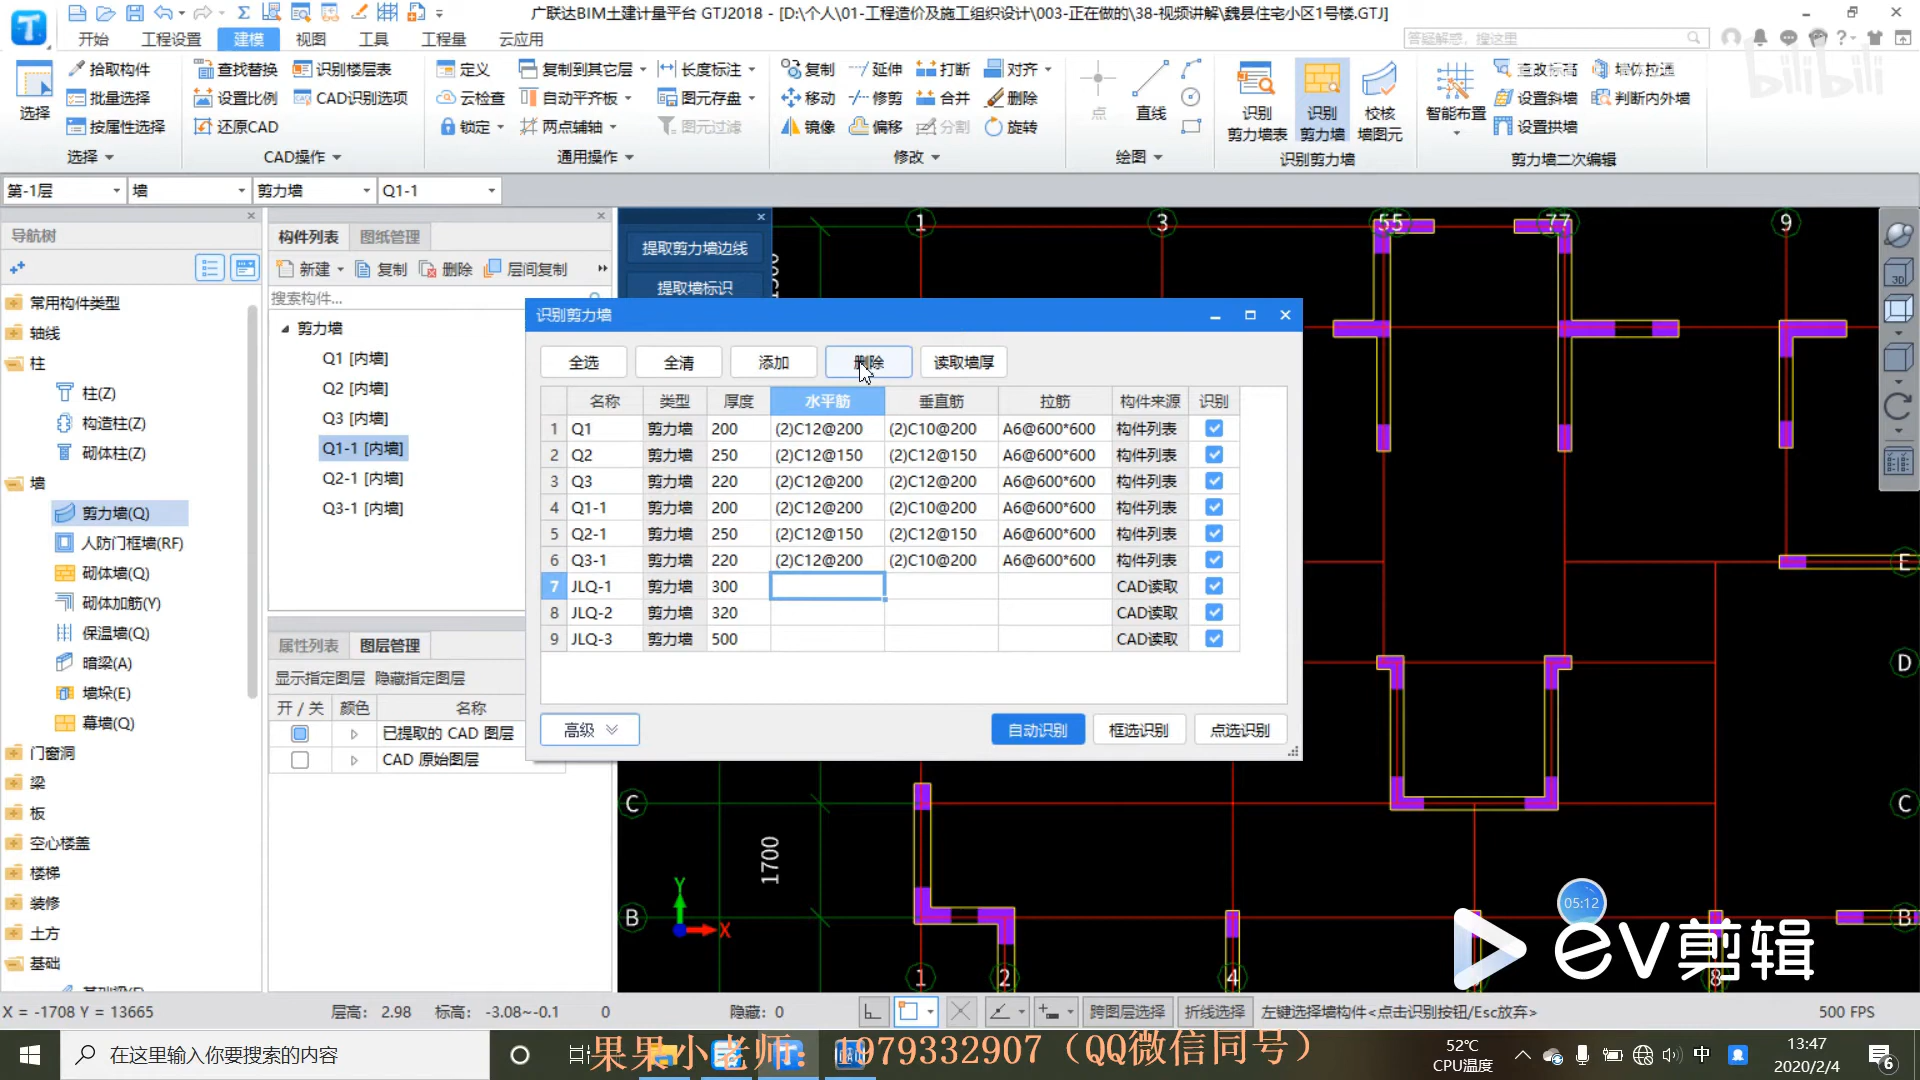 广联达BIM土建计量平台 GTJ2018 - [D:\个人\01-工程造价及施工组织设计\003-正在做的\38-视频讲解\魏县住宅小区1号楼.GTJ]
开始 工程设置 建模 视图 工具 工程量 云应用 答疑解惑，搜这里
bilibili
选择 拾取构件 批量选择 按属性选择
选择
查找替换 识别楼层表
设置比例 CAD识别选项
还原CAD
CAD操作
定义 复制到其它层 长度标注
云检查 自动平齐板 图元存盘
锁定 两点辅轴 图元过滤
通用操作
复制 延伸 打断 对齐
移动 修剪 合并 删除
镜像 偏移 分割 旋转
修改
点 直线
绘图
识别剪力墙表 识别剪力墙 校核墙图元
识别剪力墙
智能布置 查改标高 墙体拉通
设置斜墙 判断内外墙
设置拱墙
剪力墙二次编辑
第-1层 墙 剪力墙 Q1-1
导航树
常用构件类型
轴线
柱
柱(Z)
构造柱(Z)
砌体柱(Z)
墙
剪力墙(Q)
人防门框墙(RF)
砌体墙(Q)
砌体加筋(Y)
保温墙(Q)
暗梁(A)
墙垛(E)
幕墙(Q)
门窗洞
梁
板
空心楼盖
楼梯
装修
土方
基础
构件列表 图纸管理
新建 复制 删除 层间复制 »
搜索构件...
剪力墙
Q1 [内墙]
Q2 [内墙]
Q3 [内墙]
Q1-1 [内墙]
Q2-1 [内墙]
Q3-1 [内墙]
属性列表 图层管理
显示指定图层 隐藏指定图层
开 / 关 颜色 名称
已提取的 CAD 图层
CAD 原始图层
提取剪力墙边线
提取墙标识
识别剪力墙
全选 全清 添加 删除 读取墙厚
名称 类型 厚度 水平筋 垂直筋 拉筋 构件来源 识别
1 Q1 剪力墙 200 (2)C12@200 (2)C10@200 A6@600*600 构件列表
2 Q2 剪力墙 250 (2)C12@150 (2)C12@150 A6@600*600 构件列表
3 Q3 剪力墙 220 (2)C12@200 (2)C12@200 A6@600*600 构件列表
4 Q1-1 剪力墙 200 (2)C12@200 (2)C10@200 A6@600*600 构件列表
5 Q2-1 剪力墙 250 (2)C12@150 (2)C12@150 A6@600*600 构件列表
6 Q3-1 剪力墙 220 (2)C12@200 (2)C10@200 A6@600*600 构件列表
7 JLQ-1 剪力墙 300 CAD读取
8 JLQ-2 剪力墙 320 CAD读取
9 JLQ-3 剪力墙 500 CAD读取
高级 自动识别 框选识别 点选识别
1 3 55 77 9
E
D
C C
1700
B B
Y
X
1 2 4 8
3D
05:12
EV剪辑
X = -1708 Y = 13665 层高: 2.98 标高: -3.08~-0.1 0 隐藏: 0 跨图层选择 折线选择 左键选择墙构件<点击识别按钮/Esc放弃> 500 FPS
在这里输入你要搜索的内容
果果小老师：1979332907（QQ微信同号）
52℃
CPU温度
中
13:47
2020/2/4
6